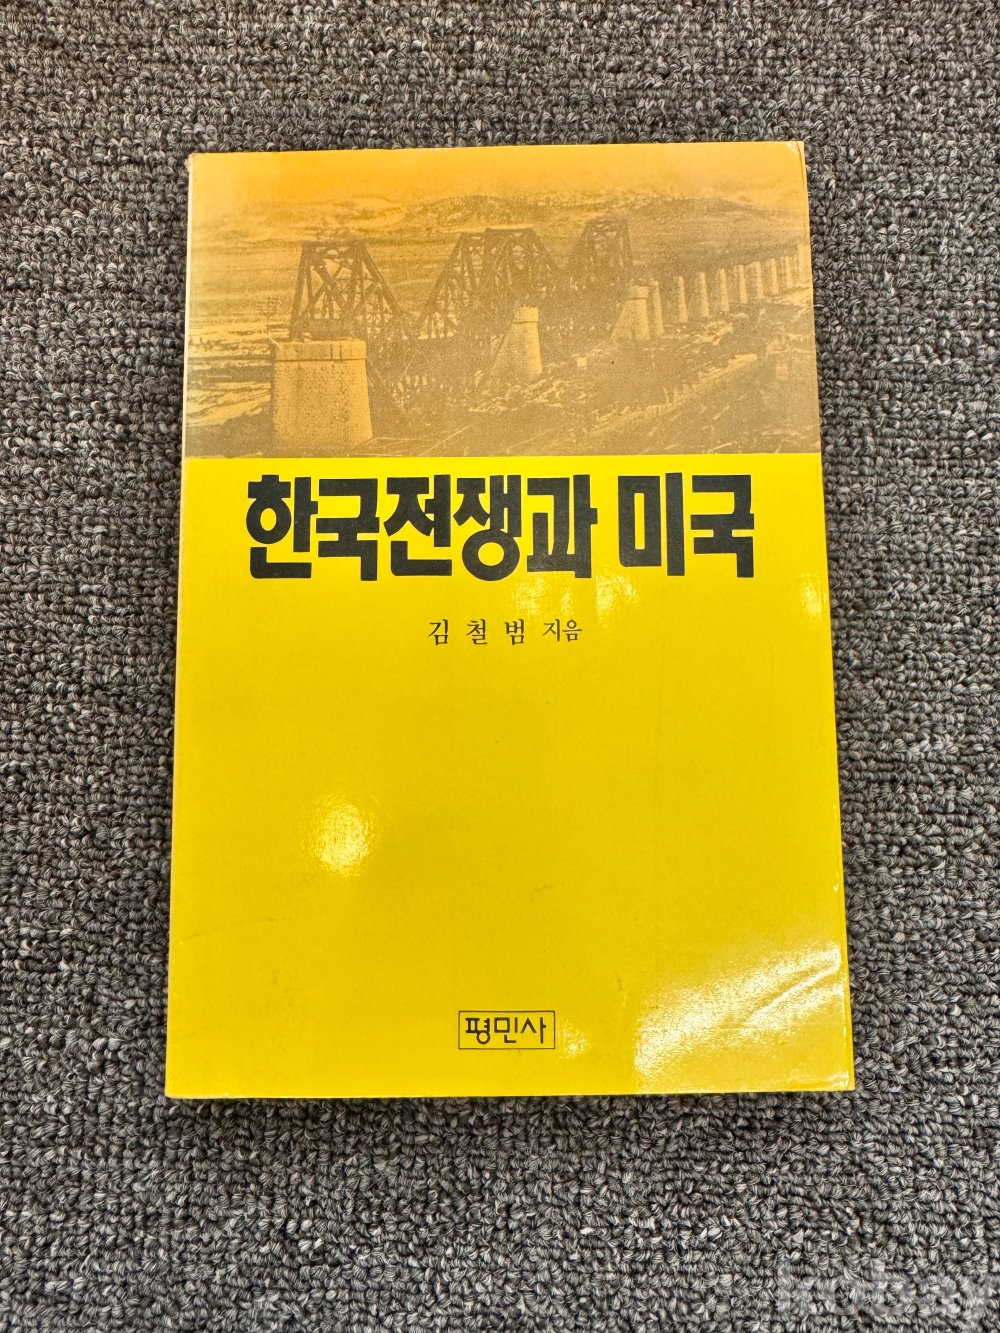 한국전쟁과 미국
김철범 지음
평민사